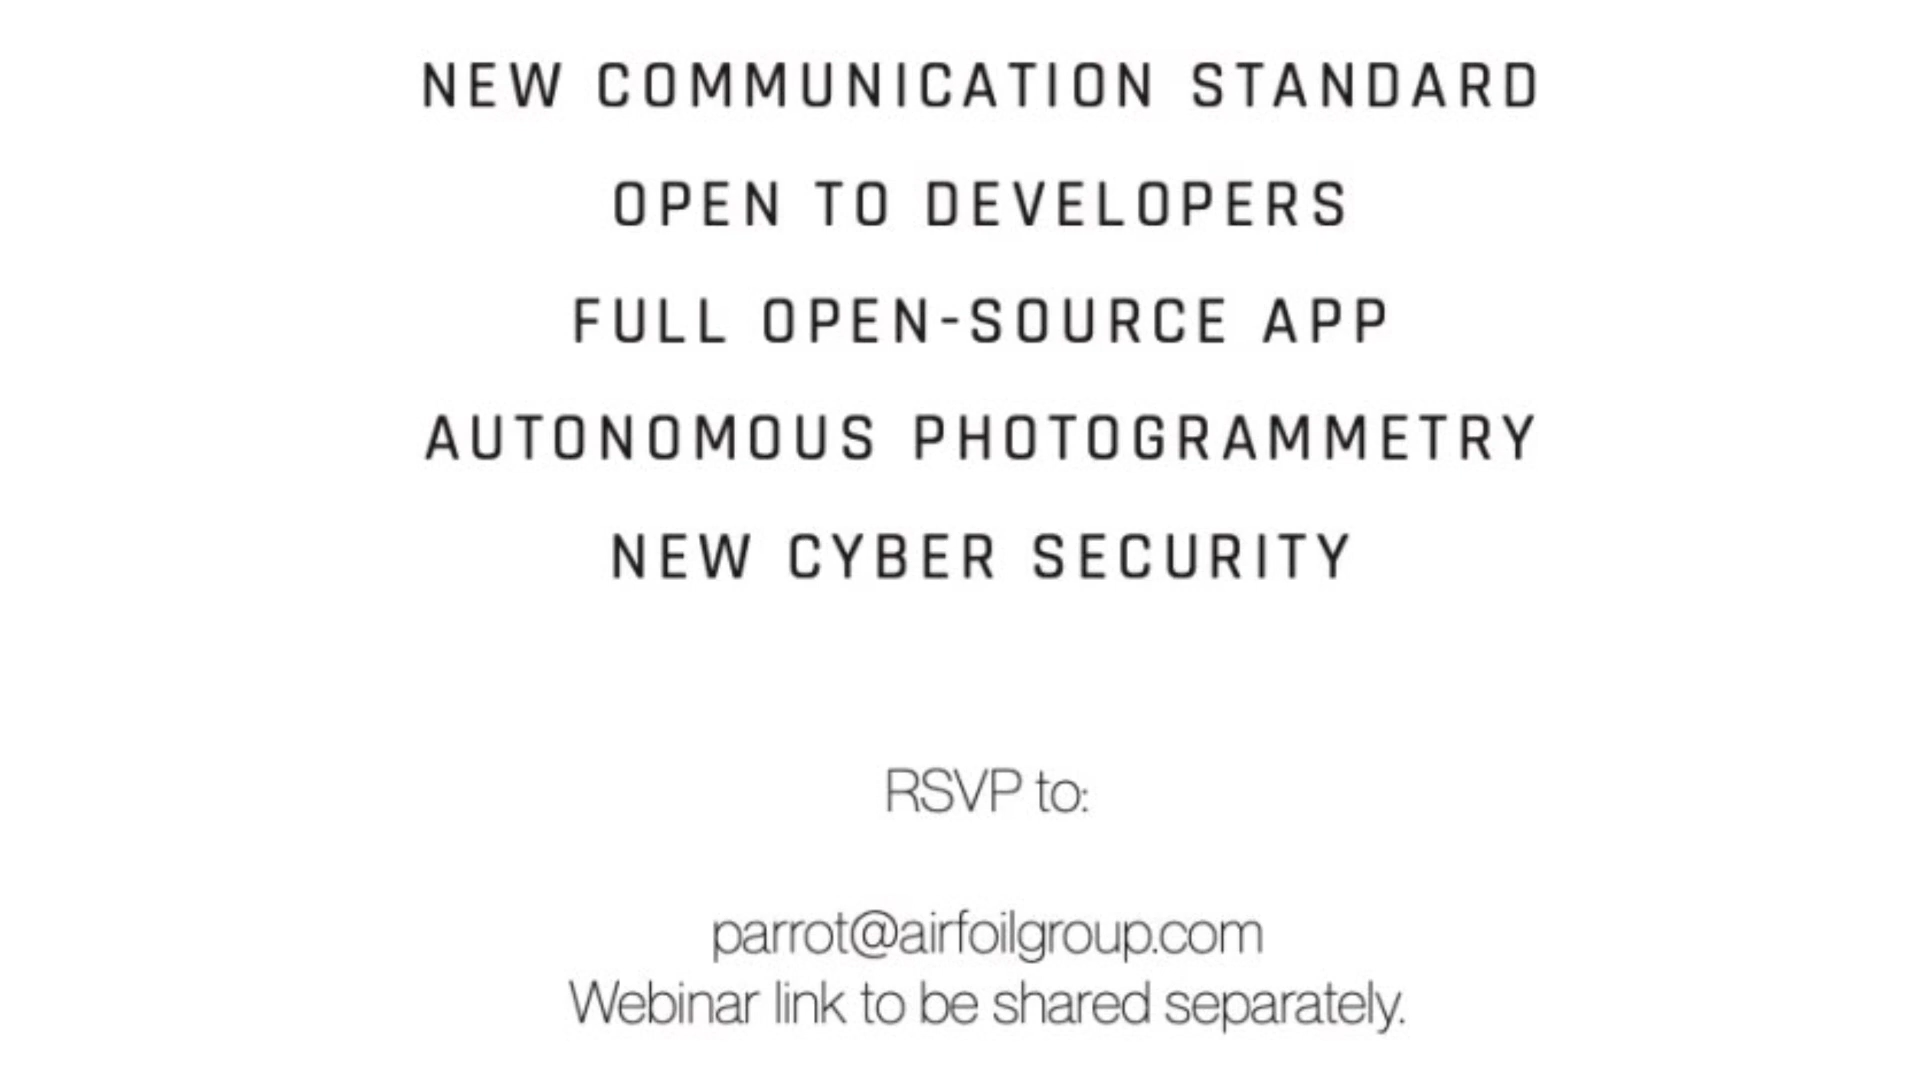 NEW COMMUNICATION STANDARD
OPEN TO DEVELOPERS
FULL OPEN-SOURCE APP
AUTONOMOUS PHOTOGRAMMETRY
NEW CYBER SECURITY
RSVP to:
parrot@airfoilgroup.com
Webinar link to be shared separately.